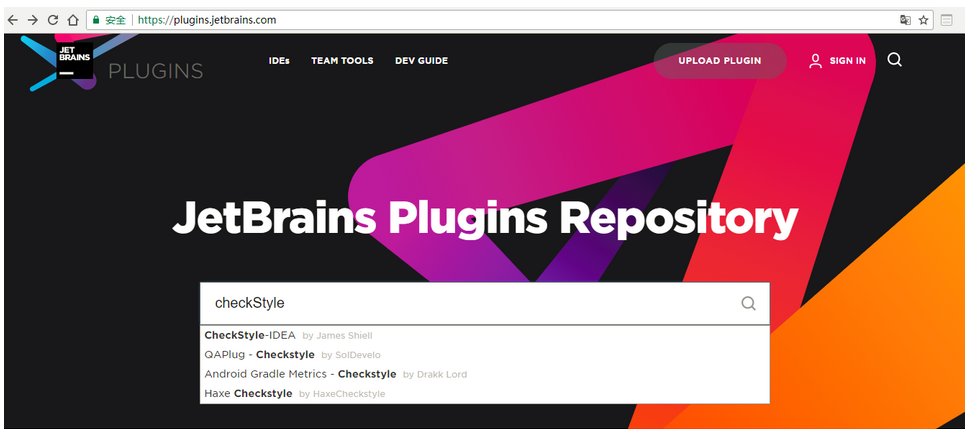 安全 https://plugins.jetbrains.com
JET
BRAINS
PLUGINS
IDEs TEAM TOOLS DEV GUIDE UPLOAD PLUGIN SIGN IN
JetBrains Plugins Repository
checkStyle
CheckStyle-IDEA by James Shiell
QAPlug - Checkstyle by SolDevelo
Android Gradle Metrics - Checkstyle by Drakk Lord
Haxe Checkstyle by HaxeCheckstyle